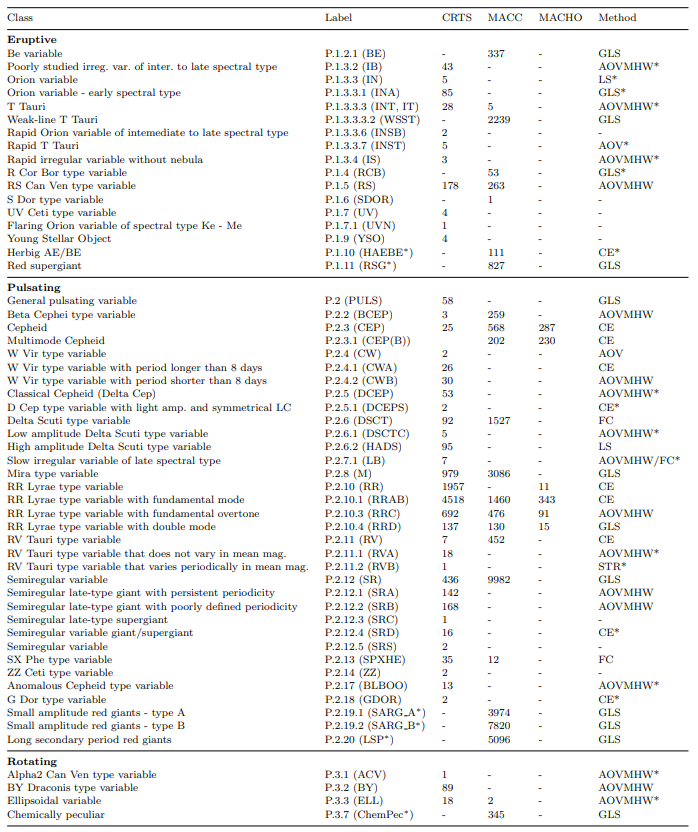 Class Label CRTS MACC MACHO Method
Eruptive
Be variable P.1.2.1 (BE) - 337 - GLS
Poorly studied irreg. var. of inter. to late spectral type P.1.3.2 (IB) 43 - - AOVMHW*
Orion variable P.1.3.3 (IN) 5 - - LS*
Orion variable - early spectral type P.1.3.3.1 (INA) 85 - - GLS*
T Tauri P.1.3.3.3 (INT, IT) 28 5 - AOVMHW*
Weak-line T Tauri P.1.3.3.3.2 (WSST) - 2239 - GLS
Rapid Orion variable of intemediate to late spectral type P.1.3.3.6 (INSB) 2 - - -
Rapid T Tauri P.1.3.3.7 (INST) 5 - - AOV*
Rapid irregular variable without nebula P.1.3.4 (IS) 3 - - AOVMHW*
R Cor Bor type variable P.1.4 (RCB) - 53 - GLS*
RS Can Ven type variable P.1.5 (RS) 178 263 - AOVMHW
S Dor type variable P.1.6 (SDOR) - 1 - -
UV Ceti type variable P.1.7 (UV) 4 - - -
Flaring Orion variable of spectral type Ke - Me P.1.7.1 (UVN) 1 - - -
Young Stellar Object P.1.9 (YSO) 4 - - -
Herbig AE/BE P.1.10 (HAEBE*) - 111 - CE*
Red supergiant P.1.11 (RSG*) - 827 - GLS
Pulsating
General pulsating variable P.2 (PULS) 58 - - GLS
Beta Cephei type variable P.2.2 (BCEP) 3 259 - AOVMHW
Cepheid P.2.3 (CEP) 25 568 287 CE
Multimode Cepheid P.2.3.1 (CEP(B)) 202 230 CE
W Vir type variable P.2.4 (CW) 2 - - AOV
W Vir type variable with period longer than 8 days P.2.4.1 (CWA) 26 - - CE
W Vir type variable with period shorter than 8 days P.2.4.2 (CWB) 30 - - AOVMHW
Classical Cepheid (Delta Cep) P.2.5 (DCEP) 53 - - AOVMHW*
D Cep type variable with light amp. and symmetrical LC P.2.5.1 (DCEPS) 2 - - CE*
Delta Scuti type variable P.2.6 (DSCT) 92 1527 - FC
Low amplitude Delta Scuti type variable P.2.6.1 (DSCTC) 5 - - AOVMHW*
High amplitude Delta Scuti type variable P.2.6.2 (HADS) 95 - - LS
Slow irregular variable of late spectral type P.2.7.1 (LB) 7 - - AOVMHW/FC*
Mira type variable P.2.8 (M) 979 3086 - GLS
RR Lyrae type variable P.2.10 (RR) 1957 - 11 CE
RR Lyrae type variable with fundamental mode P.2.10.1 (RRAB) 4518 1460 343 CE
RR Lyrae type variable with fundamental overtone P.2.10.3 (RRC) 692 476 91 AOVMHW
RR Lyrae type variable with double mode P.2.10.4 (RRD) 137 130 15 GLS
RV Tauri type variable P.2.11 (RV) 7 452 - CE
RV Tauri type variable that does not vary in mean mag. P.2.11.1 (RVA) 18 - - AOVMHW*
RV Tauri type variable that varies periodically in mean mag. P.2.11.2 (RVB) 1 - - STR*
Semiregular variable P.2.12 (SR) 436 9982 - GLS
Semiregular late-type giant with persistent periodicity P.2.12.1 (SRA) 142 - - AOVMHW
Semiregular late-type giant with poorly defined periodicity P.2.12.2 (SRB) 168 - - AOVMHW
Semiregular late-type supergiant P.2.12.3 (SRC) 1 - - -
Semiregular variable giant/supergiant P.2.12.4 (SRD) 16 - - CE*
Semiregular variable P.2.12.5 (SRS) 2 - - -
SX Phe type variable P.2.13 (SPXHE) 35 12 - FC
ZZ Ceti type variable P.2.14 (ZZ) 2 - - -
Anomalous Cepheid type variable P.2.17 (BLBOO) 13 - - AOVMHW*
G Dor type variable P.2.18 (GDOR) 2 - - CE*
Small amplitude red giants - type A P.2.19.1 (SARG_A*) - 3974 - GLS
Small amplitude red giants - type B P.2.19.2 (SARG_B*) - 7820 - GLS
Long secondary period red giants P.2.20 (LSP*) - 5096 - GLS
Rotating
Alpha2 Can Ven type variable P.3.1 (ACV) 1 - - AOVMHW*
BY Draconis type variable P.3.2 (BY) 89 - - AOVMHW
Ellipsoidal variable P.3.3 (ELL) 18 2 - AOVMHW*
Chemically peculiar P.3.7 (ChemPec*) - 345 - GLS